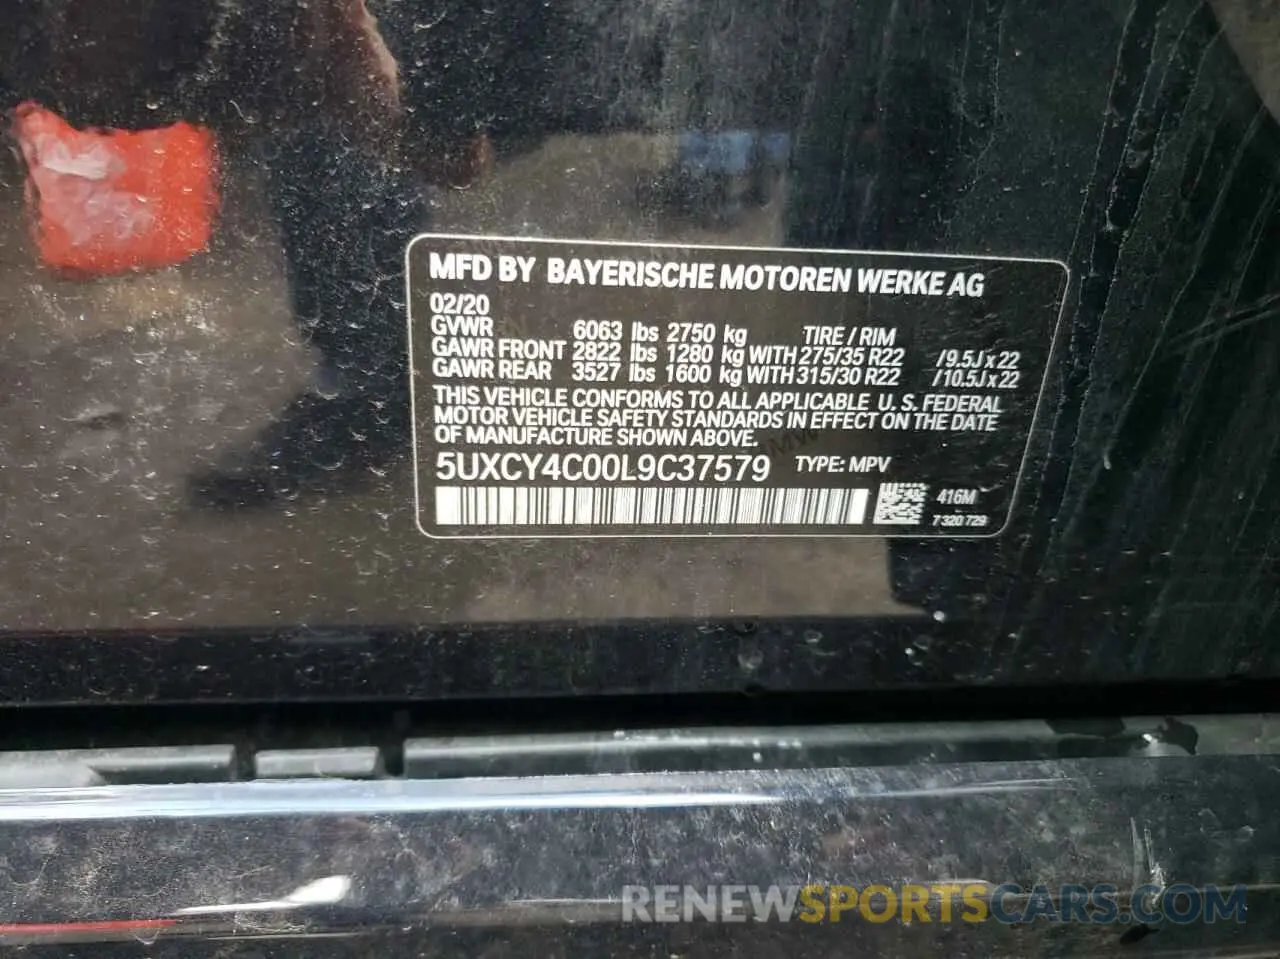 MFD BY BAYERISCHE MOTOREN WERKE AG
02/20
GVWR 6063 lbs 2750 kg TIRE / RIM
GAWR FRONT 2822 lbs 1280 kg WITH 275/35 R22 /9.5J x 22
GAWR REAR 3527 lbs 1600 kg WITH 315/30 R22 /10.5J x 22
THIS VEHICLE CONFORMS TO ALL APPLICABLE U. S. FEDERAL
MOTOR VEHICLE SAFETY STANDARDS IN EFFECT ON THE DATE
OF MANUFACTURE SHOWN ABOVE.
5UXCY4C00L9C37579 TYPE: MPV
416M
7 320 729
RENEWSPORTSCARS.COM